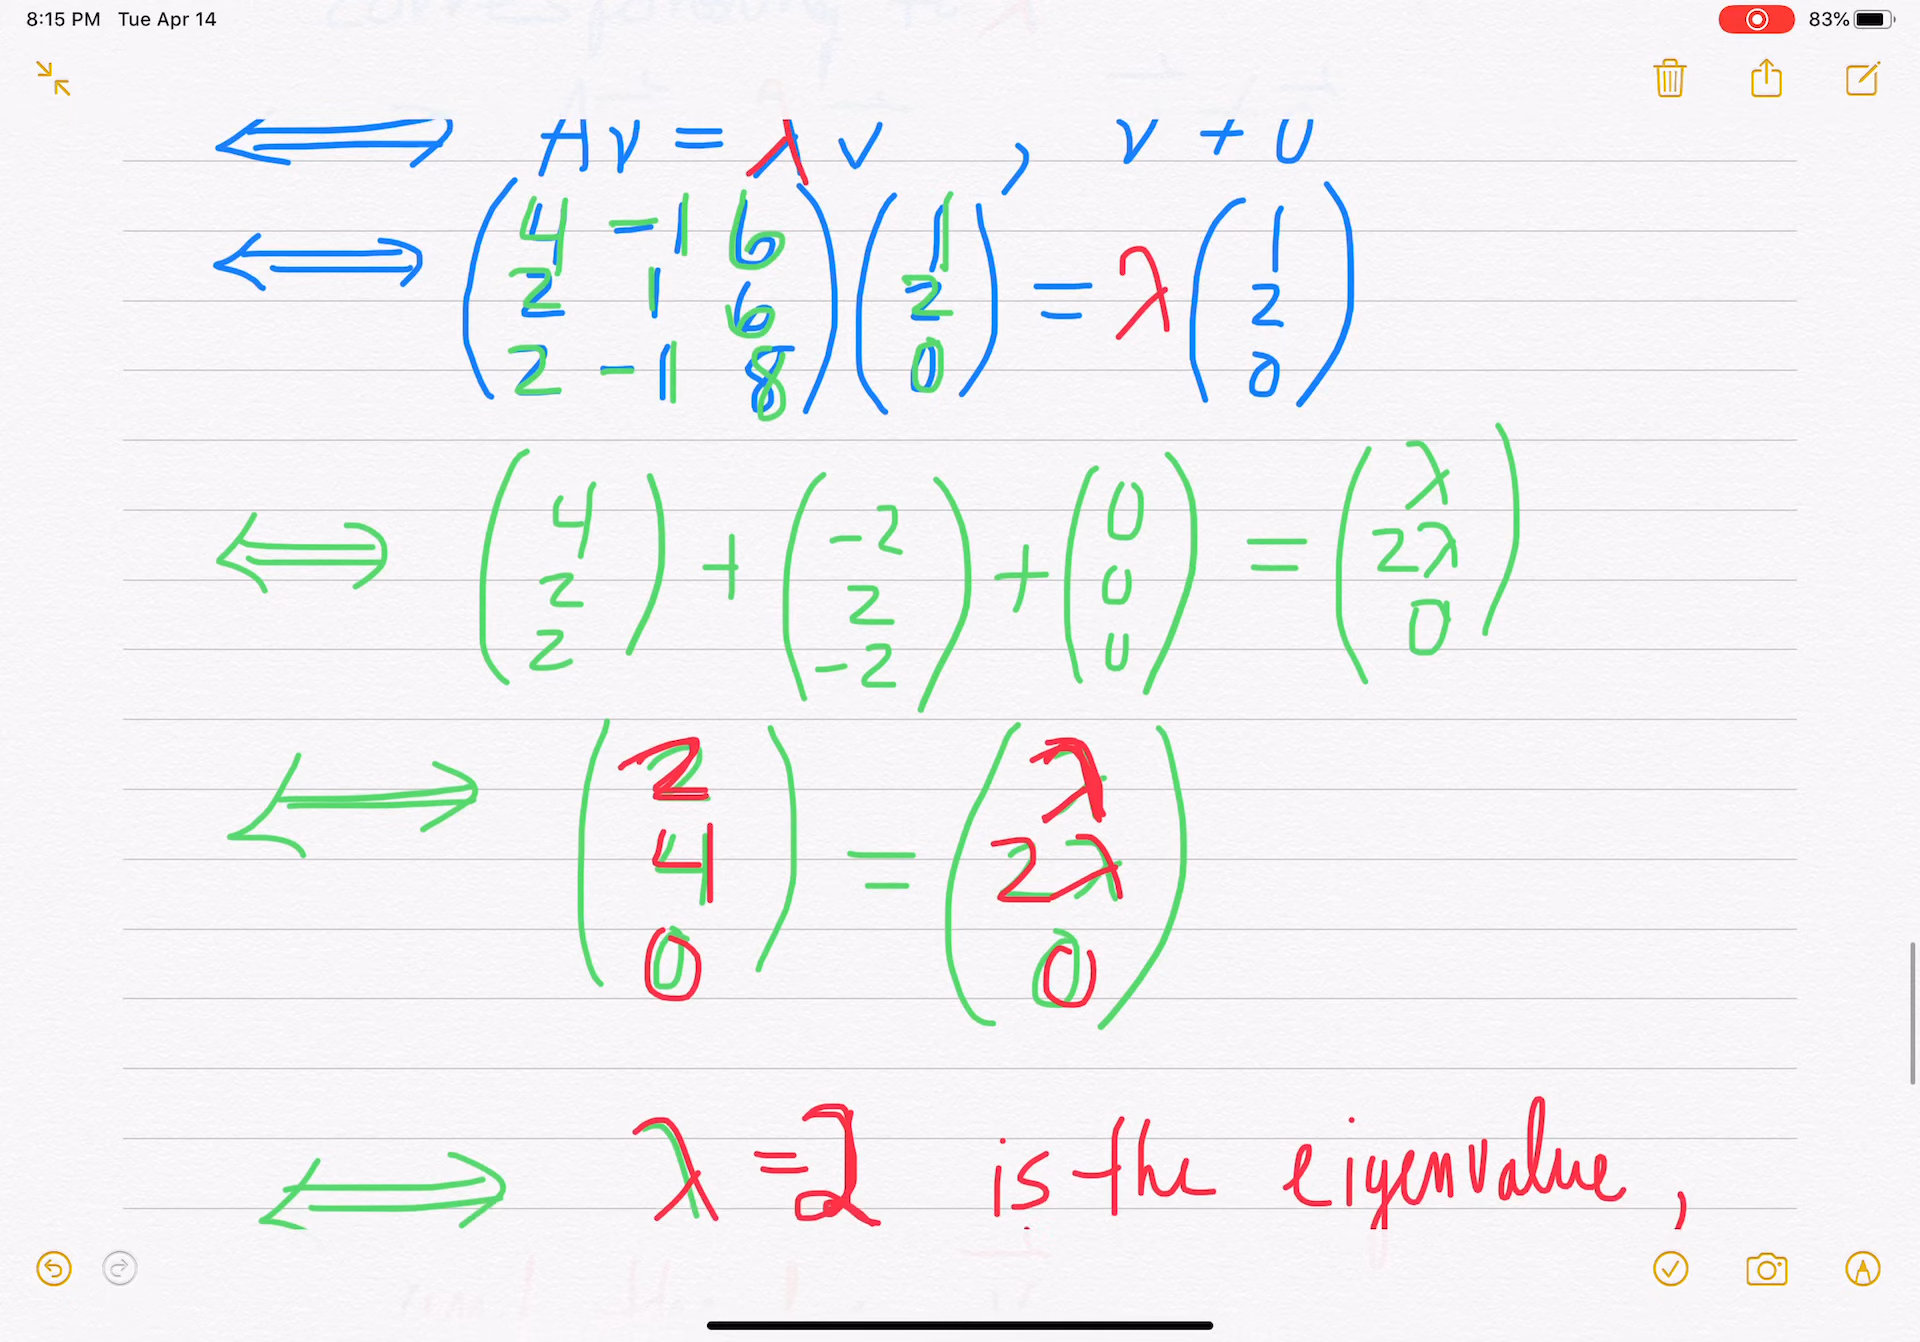 8:15 PM Tue Apr 14 83%
⟺ Av = λ v , v ≠ 0
⟺ ( 4 -1 6 ) ( 1 ) = λ ( 1 )
( 2 1 6 ) ( 2 ) ( 2 )
( 2 -1 8 ) ( 0 ) ( 0 )
⟺ ( 4 ) + ( -2 ) + ( 0 ) = ( λ )
( 2 ) ( 2 ) ( 0 ) ( 2λ )
( 2 ) ( -2 ) ( 0 ) ( 0 )
⟺ ( 2 ) = ( λ )
( 4 ) ( 2λ )
( 0 ) ( 0 )
⟺ λ = 2 is the eigenvalue ,